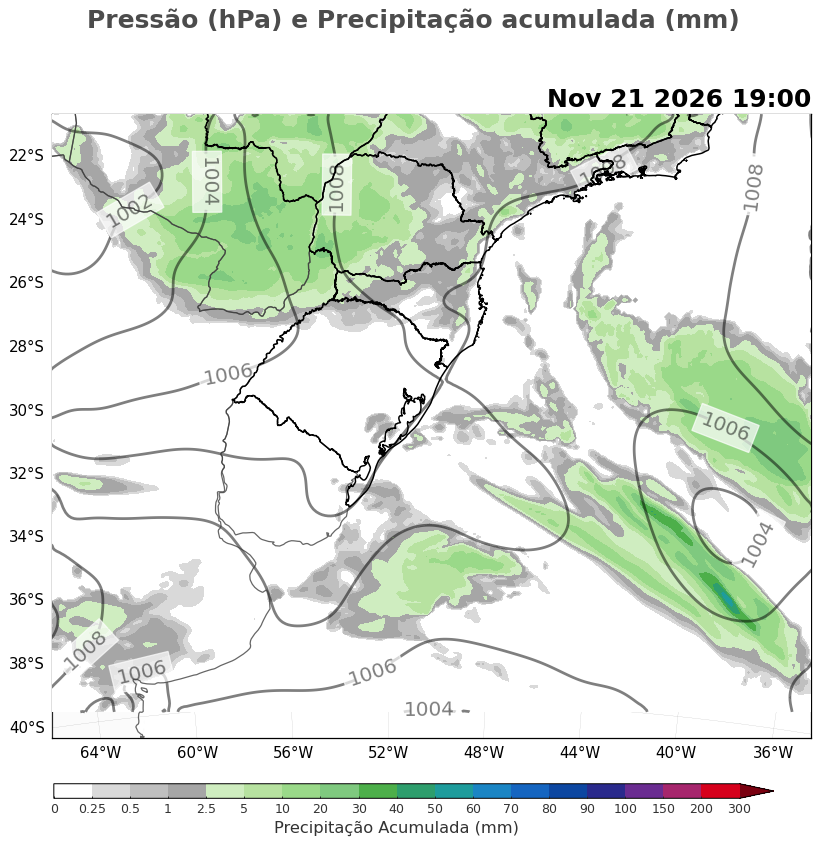 Pressão (hPa) e Precipitação acumulada (mm)
Nov 21 2026 19:00
22°S
24°S
26°S
28°S
30°S
32°S
34°S
36°S
38°S
40°S
1002
1004
1008
1008
1008
1006
1006
1004
1008
1006
1006
1004
64°W 60°W 56°W 52°W 48°W 44°W 40°W 36°W
0 0.25 0.5 1 2.5 5 10 20 30 40 50 60 70 80 90 100 150 200 300
Precipitação Acumulada (mm)